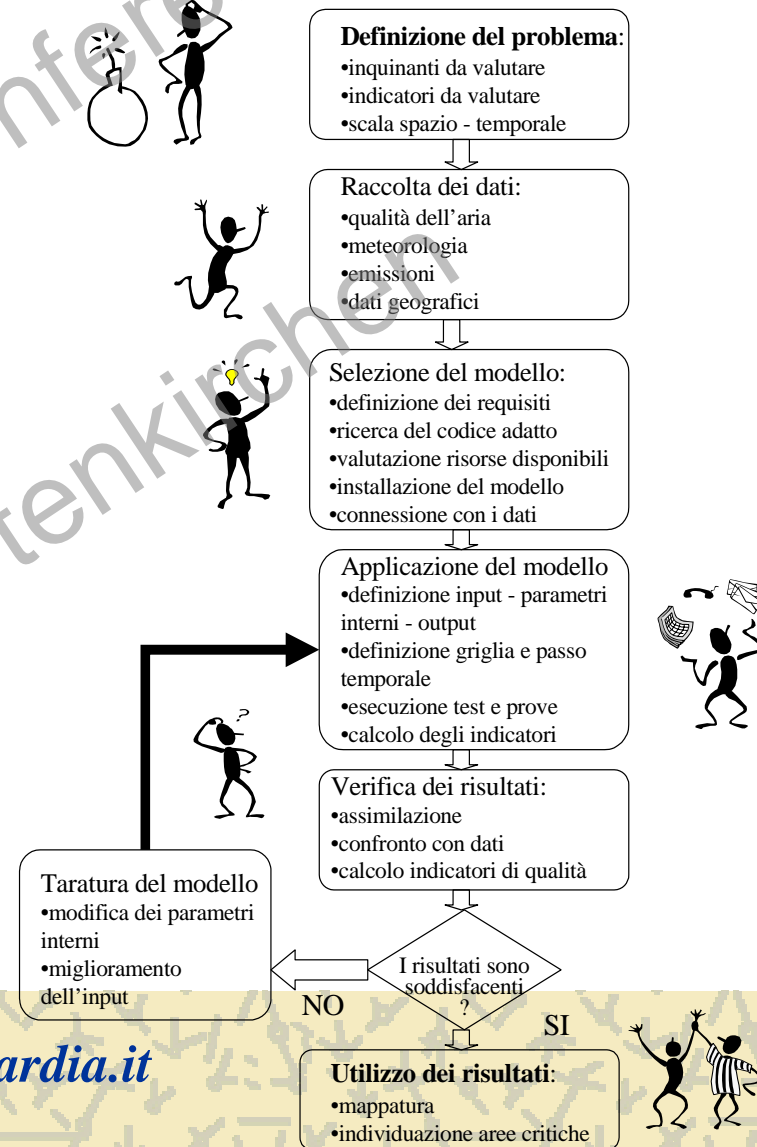 nfere
Definizione del problema:
•inquinanti da valutare
•indicatori da valutare
•scala spazio - temporale
Raccolta dei dati:
•qualità dell'aria
•meteorologia
•emissioni
•dati geografici
tenkirchen
Selezione del modello:
•definizione dei requisiti
•ricerca del codice adatto
•valutazione risorse disponibili
•installazione del modello
•connessione con i dati
Applicazione del modello
•definizione input - parametri
interni - output
•definizione griglia e passo
temporale
•esecuzione test e prove
•calcolo degli indicatori
?
Verifica dei risultati:
•assimilazione
•confronto con dati
•calcolo indicatori di qualità
Taratura del modello
•modifica dei parametri
interni
•miglioramento
dell'input
I risultati sono
soddisfacenti
?
NO
SI
ardia.it
Utilizzo dei risultati:
•mappatura
•individuazione aree critiche